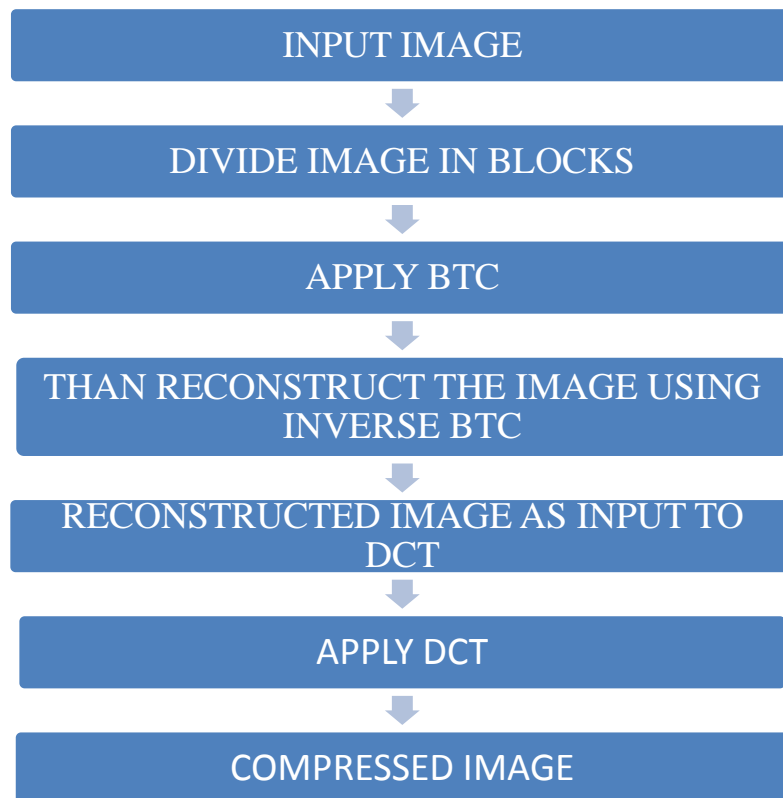 INPUT IMAGE
DIVIDE IMAGE IN BLOCKS
APPLY BTC
THAN RECONSTRUCT THE IMAGE USING
INVERSE BTC
RECONSTRUCTED IMAGE AS INPUT TO
DCT
APPLY DCT
COMPRESSED IMAGE